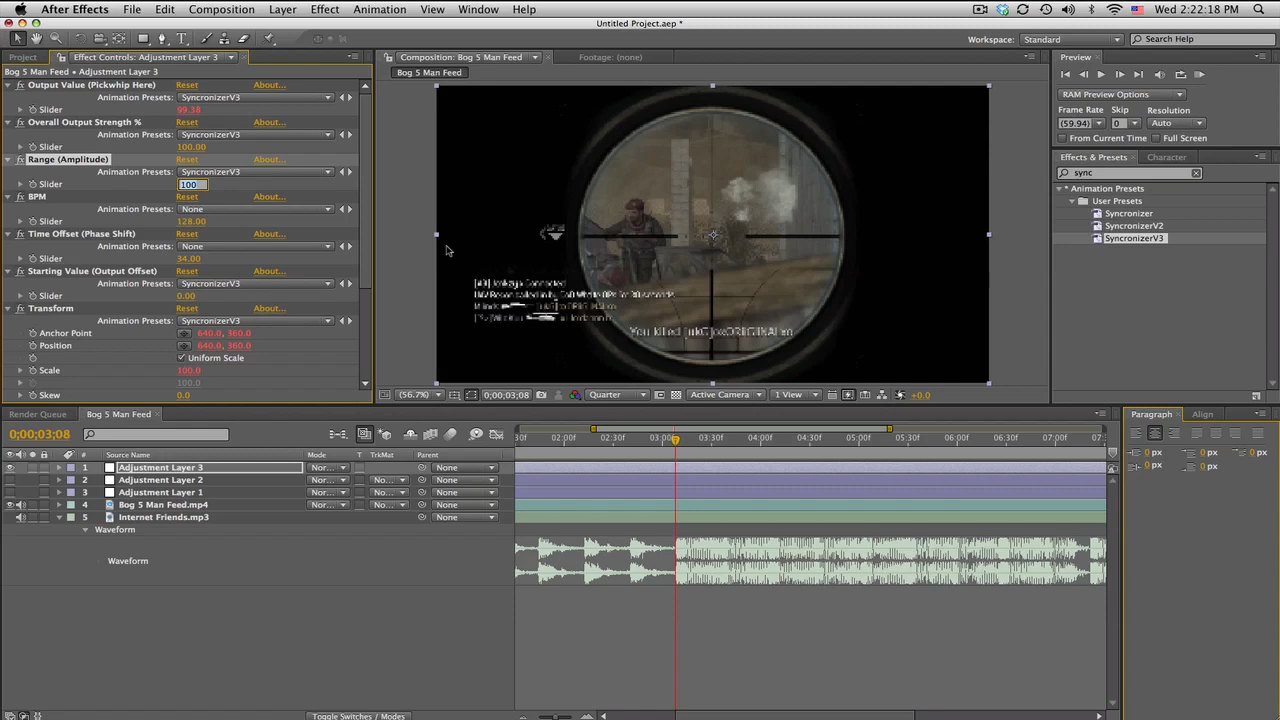 After Effects File Edit Composition Layer Effect Animation View Window Help Wed 2:22:18 PM
Untitled Project.aep *
Workspace: Standard Search Help
Project Effect Controls: Adjustment Layer 3 Composition: Bog 5 Man Feed Footage: (none) Preview
Bog 5 Man Feed • Adjustment Layer 3 Bog 5 Man Feed
Output Value (Pickwhip Here) Reset About...
Animation Presets: SyncronizerV3
Slider 99.38
Overall Output Strength % Reset About...
Animation Presets: SyncronizerV3
Slider 100.00
Range (Amplitude) Reset About...
Animation Presets: SyncronizerV3
Slider 100
BPM Reset About...
Animation Presets: None
Slider 128.00
Time Offset (Phase Shift) Reset About...
Animation Presets: None
Slider 34.00
Starting Value (Output Offset) Reset About...
Animation Presets: SyncronizerV3
Slider 0.00
Transform Reset About...
Animation Presets: SyncronizerV3
Anchor Point 640.0, 360.0
Position 640.0, 360.0
Uniform Scale
Scale 100.0
100.0
Skew 0.0
You killed
(56.7%) 0;00;03;08 Quarter Active Camera 1 View +0.0
RAM Preview Options
Frame Rate Skip Resolution
(59.94) 0 Auto
From Current Time Full Screen
Effects & Presets Character
sync
* Animation Presets
User Presets
Syncronizer
SyncronizerV2
SyncronizerV3
Render Queue Bog 5 Man Feed
0;00;03;08
:30f 02:00f 02:30f 03:00f 03:30f 04:00f 04:30f 05:00f 05:30f 06:00f 06:30f 07:00f 07:
# Source Name Mode T TrkMat Parent
1 Adjustment Layer 3 Nor... None
2 Adjustment Layer 2 Nor... No... None
3 Adjustment Layer 1 Nor... No... None
4 Bog 5 Man Feed.mp4 Nor... No... None
5 Internet Friends.mp3 None
Waveform
Waveform
Toggle Switches / Modes
Paragraph Align
0 px 0 px 0 px
0 px 0 px